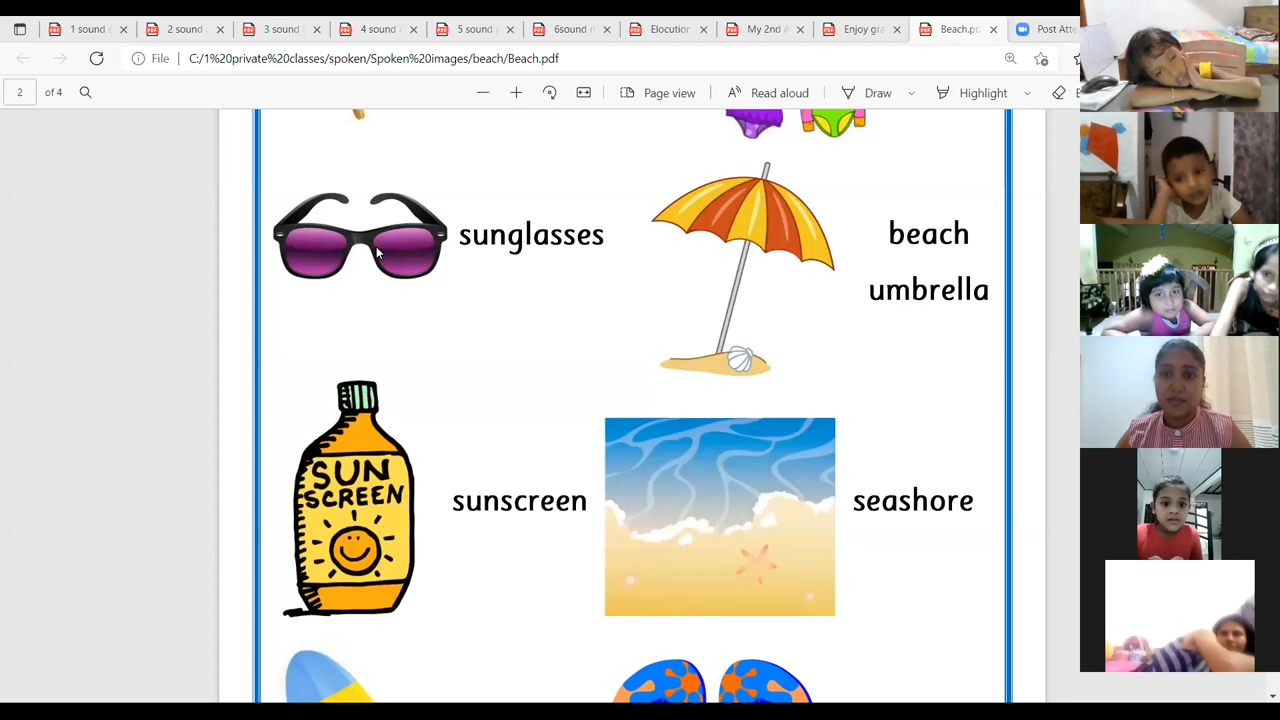 1 sound
2 sound
3 sound
4 sound
5 sound
6sound
Elocution
My 2nd
Enjoy gra
Beach.pd
Post Atte
File
C:/1%20private%20classes/spoken/Spoken%20images/beach/Beach.pdf
2
of 4
Page view
Read aloud
Draw
Highlight
sunglasses
beach
umbrella
SUN
SCREEN
sunscreen
seashore